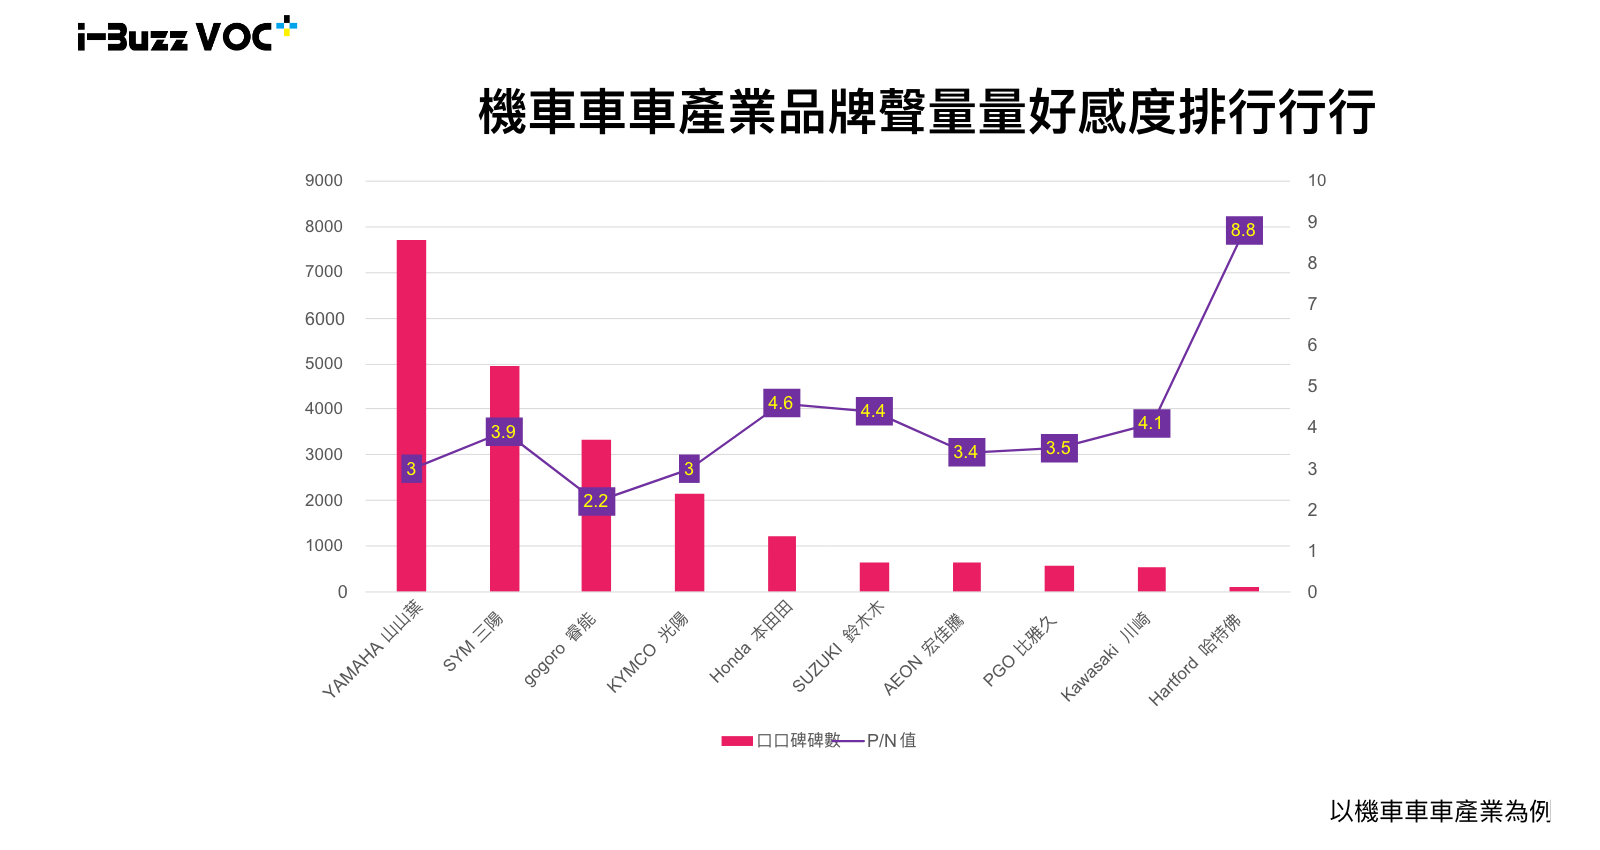 i-Buzz VOC+
機車車車產業品牌聲量量好感度排行行行
9000
8000
7000
6000
5000
4000
3000
2000
1000
0
10
9
8
7
6
5
4
3
2
1
0
3
3.9
2.2
3
4.6
4.4
3.4
3.5
4.1
8.8
YAMAHA 山山葉
SYM 三陽
gogoro 睿能
KYMCO 光陽
Honda 本田田
SUZUKI 鈴木木
AEON 宏佳騰
PGO 比雅久
Kawasaki 川崎
Hartford 哈特佛
口口碑碑數
P/N 值
以機車車車產業為例